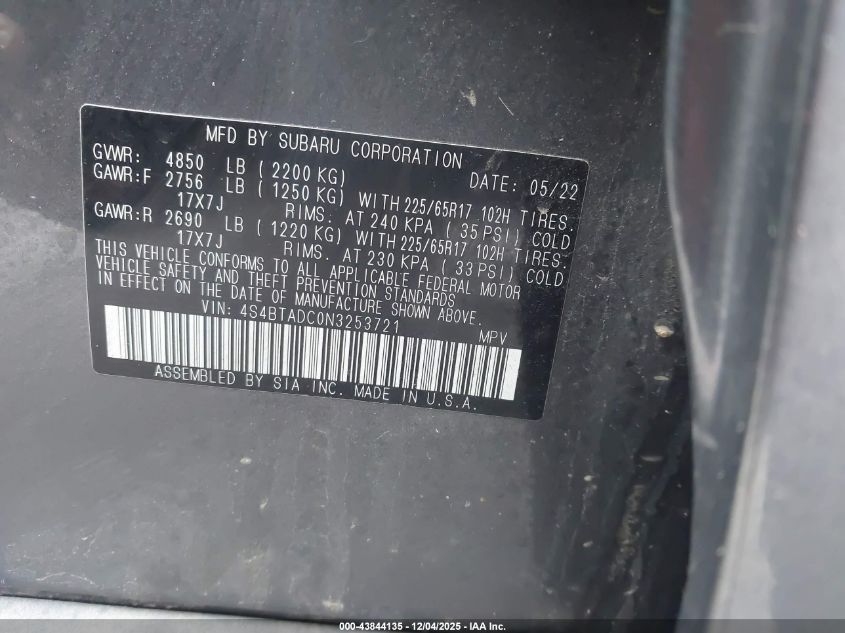 MFD BY SUBARU CORPORATION
GVWR: 4850 LB ( 2200 KG) DATE: 05/22
GAWR:F 2756 LB ( 1250 KG) WITH 225/65R17 102H TIRES.
17X7J RIMS. AT 240 KPA ( 35 PSI) COLD
GAWR:R 2690 LB ( 1220 KG) WITH 225/65R17 102H TIRES.
17X7J RIMS. AT 230 KPA ( 33 PSI) COLD
THIS VEHICLE CONFORMS TO ALL APPLICABLE FEDERAL MOTOR
VEHICLE SAFETY AND THEFT PREVENTION STANDARDS
IN EFFECT ON THE DATE OF MANUFACTURE SHOWN ABOVE.
VIN: 4S4BTADC0N3253721 MPV
ASSEMBLED BY SIA INC. MADE IN U.S.A.
000-43844135 - 12/04/2025 - IAA Inc.